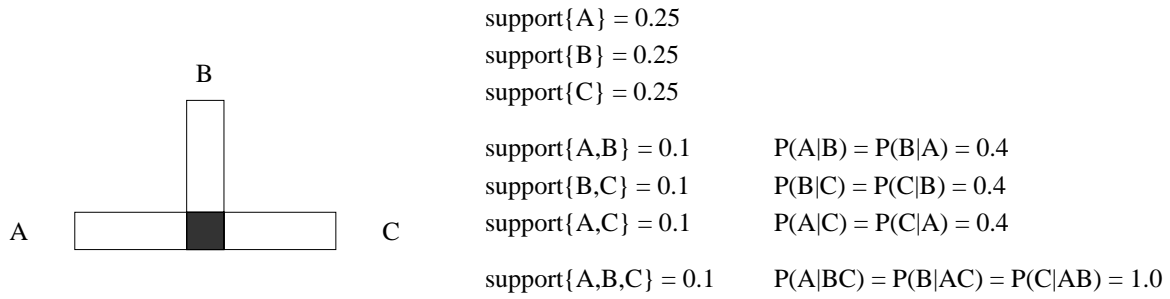 B
A
C
support{A} = 0.25
support{B} = 0.25
support{C} = 0.25
support{A,B} = 0.1 P(A|B) = P(B|A) = 0.4
support{B,C} = 0.1 P(B|C) = P(C|B) = 0.4
support{A,C} = 0.1 P(A|C) = P(C|A) = 0.4
support{A,B,C} = 0.1 P(A|BC) = P(B|AC) = P(C|AB) = 1.0